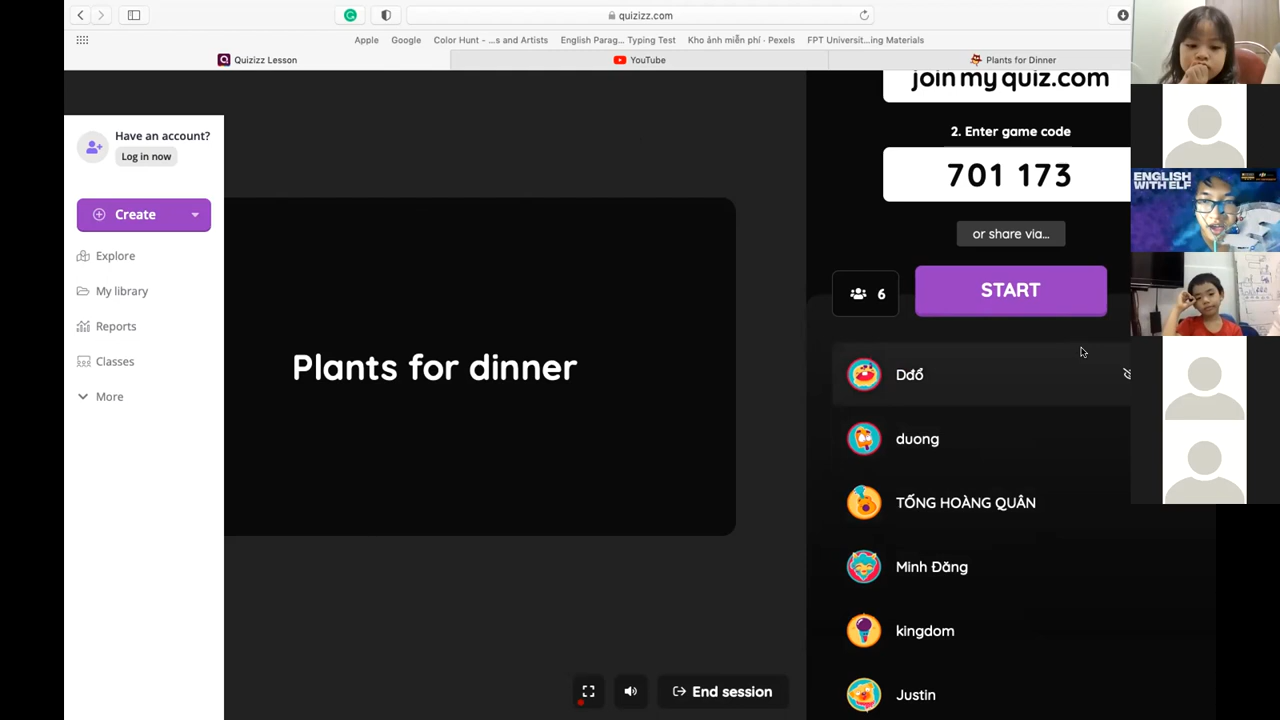 quizizz.com
Apple
Google
Color Hunt - ...s and Artists
English Parag... Typing Test
Kho ảnh miễn phí · Pexels
FPT Universit...ing Materials
Quizizz Lesson
YouTube
Plants for Dinner
Have an account?
Log in now
Create
Explore
My library
Reports
Classes
More
Plants for dinner
End session
joinmyquiz.com
2. Enter game code
701 173
or share via...
6
START
Dđổ
duong
TỐNG HOÀNG QUÂN
Minh Đăng
kingdom
Justin
ENGLISH
WITH ELF